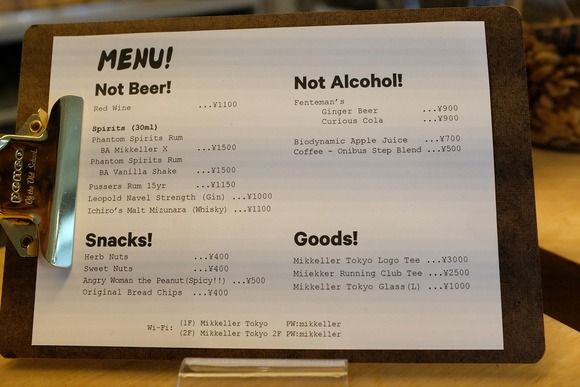 MENU!
Not Beer!
Red Wine ...¥1100
Spirits (30ml)
Phantom Spirits Rum
BA Mikkeller X ...¥1500
Phantom Spirits Rum
BA Vanilla Shake ...¥1500
Pussers Rum 15yr ...¥1150
Leopold Navel Strength (Gin) ...¥1000
Ichiro's Malt Mizunara (Whisky) ...¥1100
Not Alcohol!
Fenteman's
Ginger Beer ...¥900
Curious Cola ...¥900
Biodynamic Apple Juice ...¥700
Coffee - Onibus Step Blend ...¥500
Snacks!
Herb Nuts ...¥400
Sweet Nuts ...¥400
Angry Woman the Peanut(Spicy!!) ...¥500
Original Bread Chips ...¥400
Goods!
Mikkeller Tokyo Logo Tee ...¥3000
Miiekker Running Club Tee ...¥2500
Mikkeller Tokyo Glass(L) ...¥1000
Wi-Fi: (1F) Mikkeller Tokyo PW:mikkeller
(2F) Mikkeller Tokyo 2F PW:mikkeller
PENCO